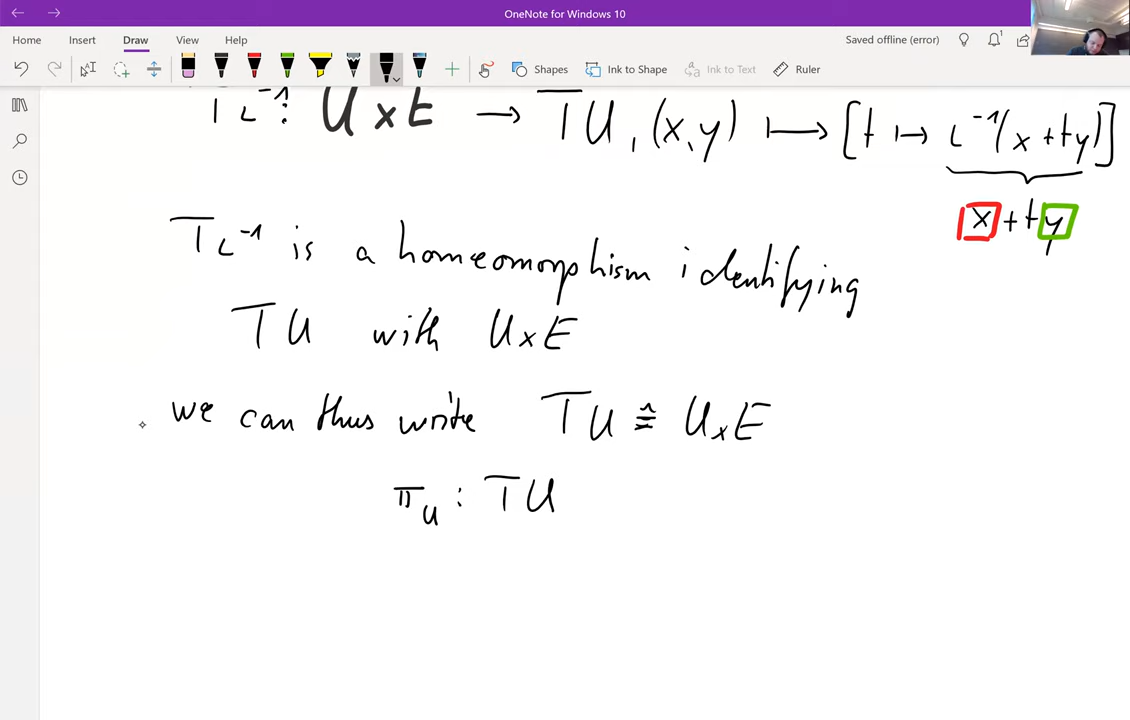 OneNote for Windows 10
Home Insert Draw View Help
Saved offline (error)
Shapes Ink to Shape Ink to Text Ruler
Tι⁻¹: U×E → TU, (x,y) ⟼ [t ↦ ι⁻¹(x+ty)]
x + ty
Tι⁻¹ is a homeomorphism identifying
TU with U×E
we can thus write TU ≙ U×E
π_U : TU